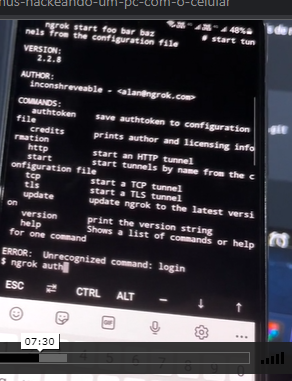 nus-hackeando-um-pc-com-o-celular
ngrok start foo bar baz # start tun
nels from the configuration file
48%
VERSION:
2.2.8
AUTHOR:
inconshreveable - <alan@ngrok.com>
COMMANDS:
authtoken save authtoken to configuration
file
credits prints author and licensing info
rmation
http start an HTTP tunnel
start start tunnels by name from the c
onfiguration file
tcp start a TCP tunnel
tls start a TLS tunnel
update update ngrok to the latest versi
on
version print the version string
help Shows a list of commands or help
for one command
ERROR: Unrecognized command: login
$ ngrok auth
ESC CTRL ALT — ↓ ↑
GIF
07:30